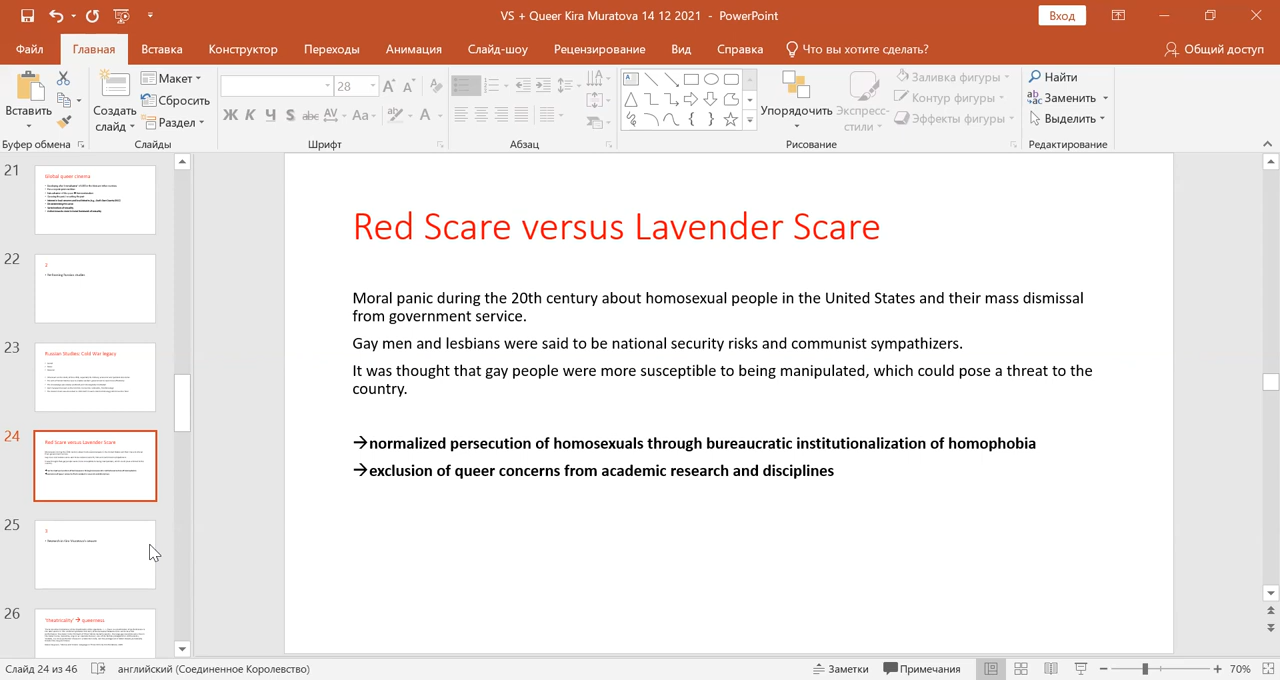 VS + Queer Kira Muratova 14 12 2021 - PowerPoint
Вход
Файл Главная Вставка Конструктор Переходы Анимация Слайд-шоу Рецензирование Вид Справка Что вы хотите сделать? Общий доступ
Вставить
Создать слайд
Макет
Сбросить
Раздел
28
Ж К Ч S abc AV Aa A
Упорядочить
Экспресс-стили
Заливка фигуры
Контур фигуры
Эффекты фигуры
Найти
Заменить
Выделить
Буфер обмена Слайды Шрифт Абзац Рисование Редактирование
21
Global queer cinema
22
2
23
Russian Studies: Cold War legacy
24
Red Scare versus Lavender Scare
25
3
26
'theatricality' → queerness
Red Scare versus Lavender Scare
Moral panic during the 20th century about homosexual people in the United States and their mass dismissal
from government service.
Gay men and lesbians were said to be national security risks and communist sympathizers.
It was thought that gay people were more susceptible to being manipulated, which could pose a threat to the
country.
→normalized persecution of homosexuals through bureaucratic institutionalization of homophobia
→exclusion of queer concerns from academic research and disciplines
Слайд 24 из 46 английский (Соединенное Королевство) Заметки Примечания 70%